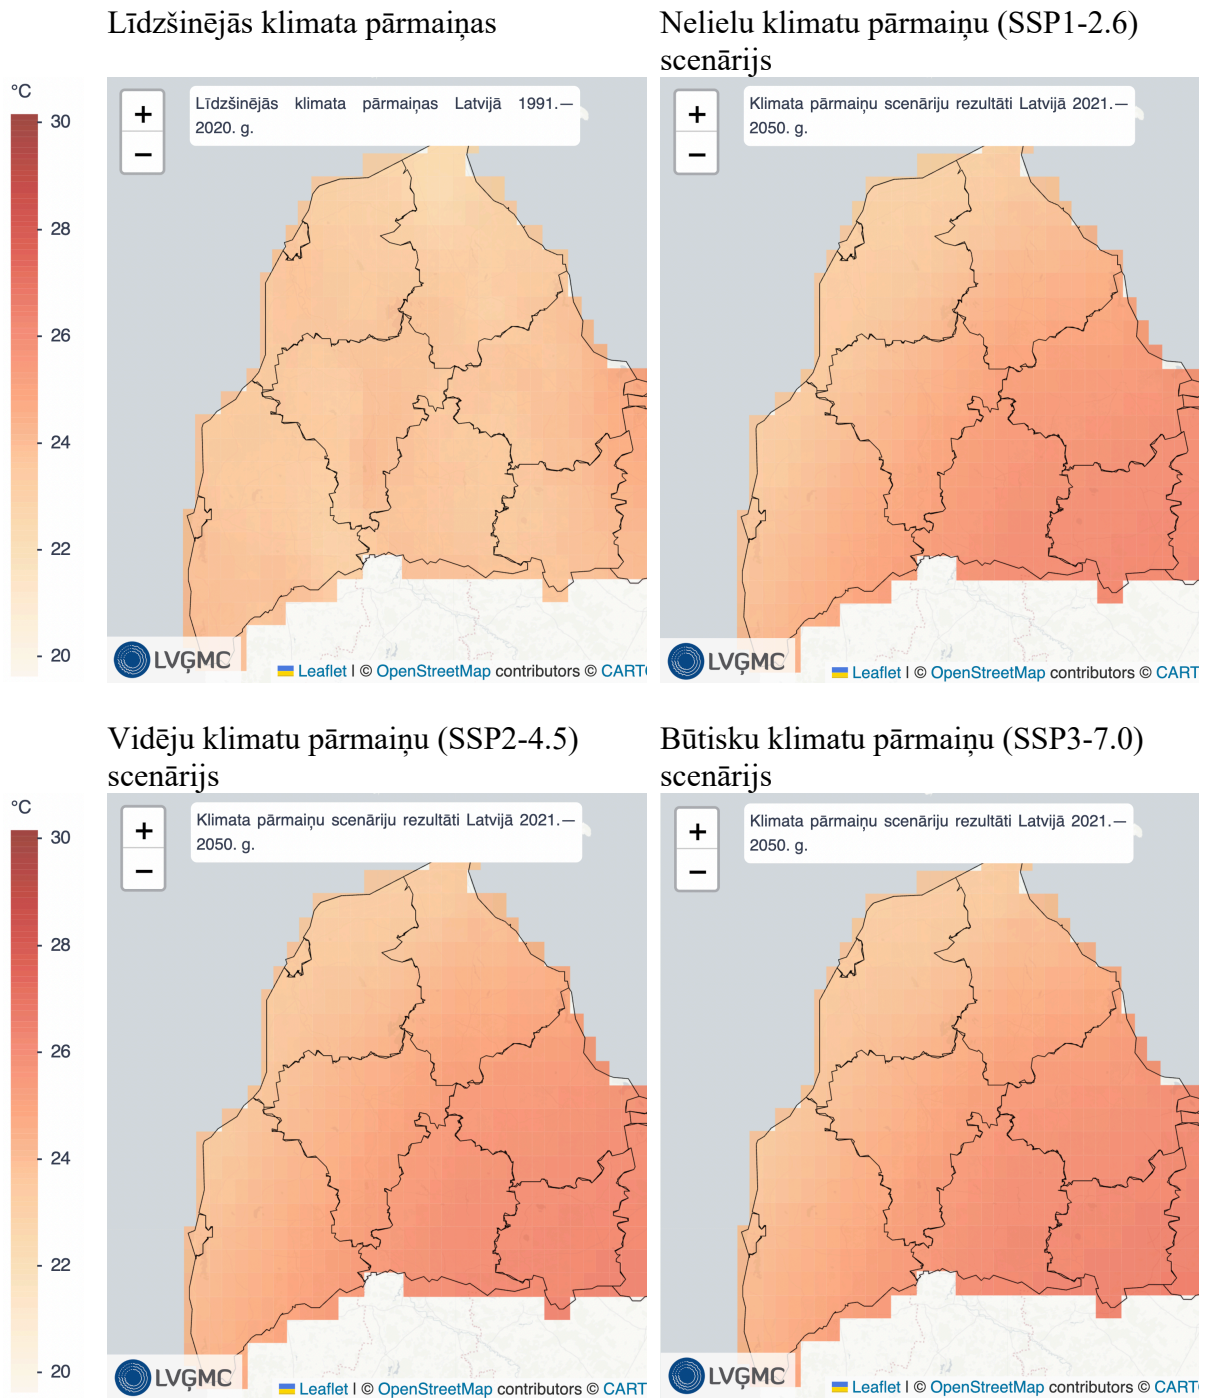 Līdzšinējās klimata pārmaiņas
Nelielu klimatu pārmaiņu (SSP1-2.6)
scenārijs
°C
30
28
26
24
22
20
+
−
Līdzšinējās klimata pārmaiņas Latvijā 1991.—
2020. g.
LVĢMC
Leaflet | © OpenStreetMap contributors © CART
+
−
Klimata pārmaiņu scenāriju rezultāti Latvijā 2021.—
2050. g.
LVĢMC
Leaflet | © OpenStreetMap contributors © CART
Vidēju klimatu pārmaiņu (SSP2-4.5)
scenārijs
Būtisku klimatu pārmaiņu (SSP3-7.0)
scenārijs
°C
30
28
26
24
22
20
+
−
Klimata pārmaiņu scenāriju rezultāti Latvijā 2021.—
2050. g.
LVĢMC
Leaflet | © OpenStreetMap contributors © CART
+
−
Klimata pārmaiņu scenāriju rezultāti Latvijā 2021.—
2050. g.
LVĢMC
Leaflet | © OpenStreetMap contributors © CART